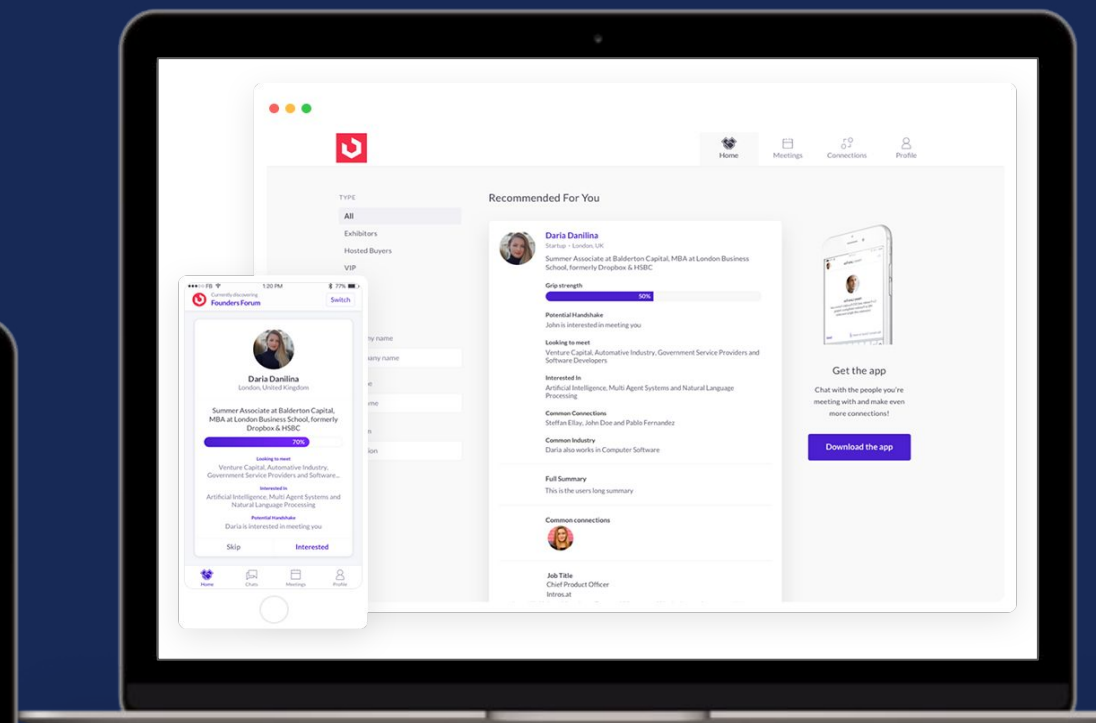 Home
Meetings
Connections
Profile
TYPE
All
Exhibitors
Hosted Buyers
VIP
Recommended For You
Daria Danilina
Startup - London, UK
Summer Associate at Balderton Capital, MBA at London Business
School, formerly Dropbox & HSBC
Grip strength
50%
Potential Handshake
John is interested in meeting you
Looking to meet
Venture Capital, Automative Industry, Government Service Providers and
Software Developers
Interested In
Artificial Intelligence, Multi Agent Systems and Natural Language
Processing
Common Connections
Steffan Ellay, John Doe and Pablo Fernandez
Common Industry
Daria also works in Computer Software
Full Summary
This is the users long summary
Common connections
Job Title
Chief Product Officer
Intros.at
Get the app
Chat with the people you're
meeting with and make even
more connections!
Download the app
FB
1:20 PM
77%
Currently discovering
Founders Forum
Switch
Daria Danilina
London, United Kingdom
Summer Associate at Balderton Capital,
MBA at London Business School, formerly
Dropbox & HSBC
70%
Looking to meet
Venture Capital, Automative Industry,
Government Service Providers and Software...
Interested In
Artificial Intelligence, Multi Agent Systems and
Natural Language Processing
Potential Handshake
Daria is interested in meeting you
Skip
Interested
Home
Chats
Meetings
Profile
name
name